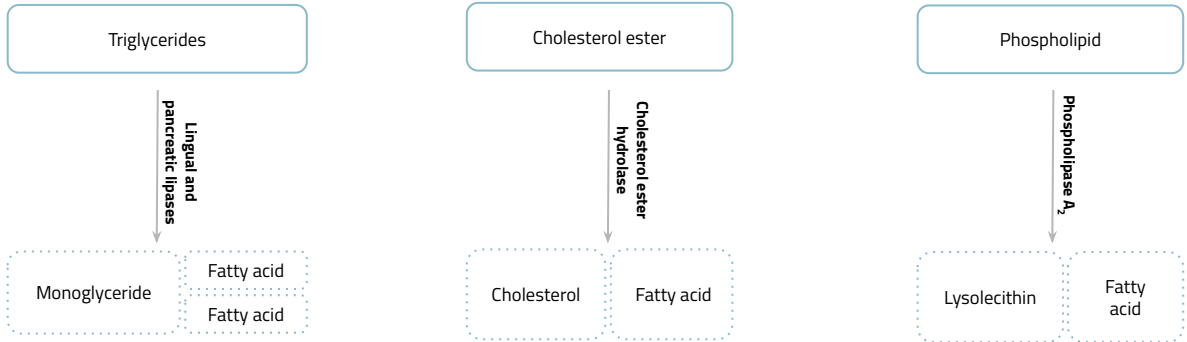 Triglycerides
Cholesterol ester
Phospholipid
Lingual and
pancreatic lipases
Cholesterol ester
hydrolase
Phospholipase A₂
Monoglyceride
Fatty acid
Fatty acid
Cholesterol
Fatty acid
Lysolecithin
Fatty
acid